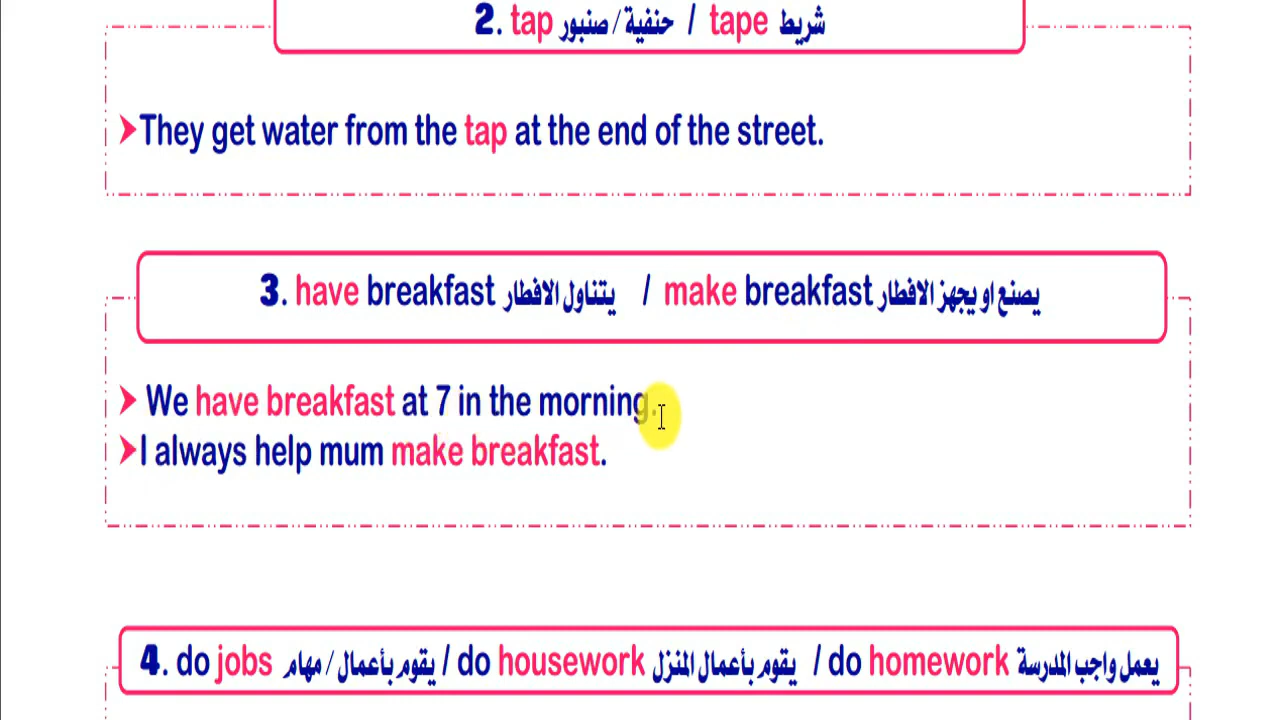 2. tap حنفية / صنبور / tape شريط
They get water from the tap at the end of the street.
3. have breakfast يتناول الافطار / make breakfast يصنع او يجهز الافطار
We have breakfast at 7 in the morning.
I always help mum make breakfast.
4. do jobs يقوم بأعمال / مهام / do housework يقوم بأعمال المنزل / do homework يعمل واجب المدرسة